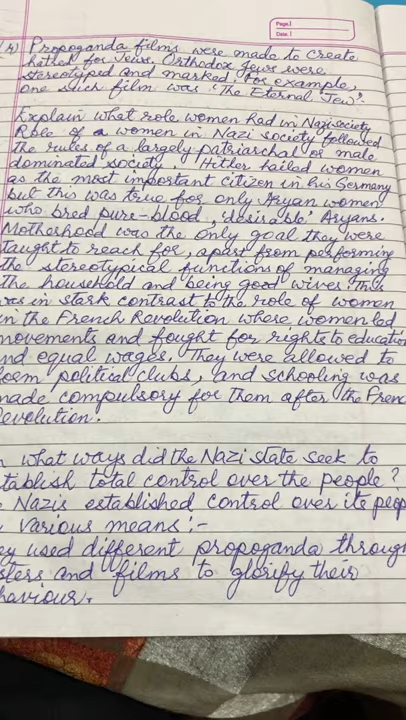 Page:
Date:
(4) Propoganda films were made to create
hatred for Jews, Orthodox Jews were
stereotyped and marked. For example,
one such film was 'The Eternal Jew'.
Explain what role women had in Nazi society
Role of a women in Nazi society followed
the rules of a largely patriarchal or male
dominated society. Hitler hailed women
as the most important citizen in his Germany
but this was true for only Aryan women
who bred pure-blood, 'desirable' Aryans.
Motherhood was the only goal they were
taught to reach for, apart from performing
the stereotypical functions of managing
the household and being good wives. This
was in stark contrast to the role of women
in the French Revolution where women led
movements and fought for rights to education
nd equal wages. They were allowed to
form political clubs, and schooling was
made compulsory for them after the Frenc
evolution.
what ways did the Nazi state seek to
tablish total control over the people?
Nazis established control over its peop
various means:-
ey used different propoganda through
sters and films to glorify their
haviour.